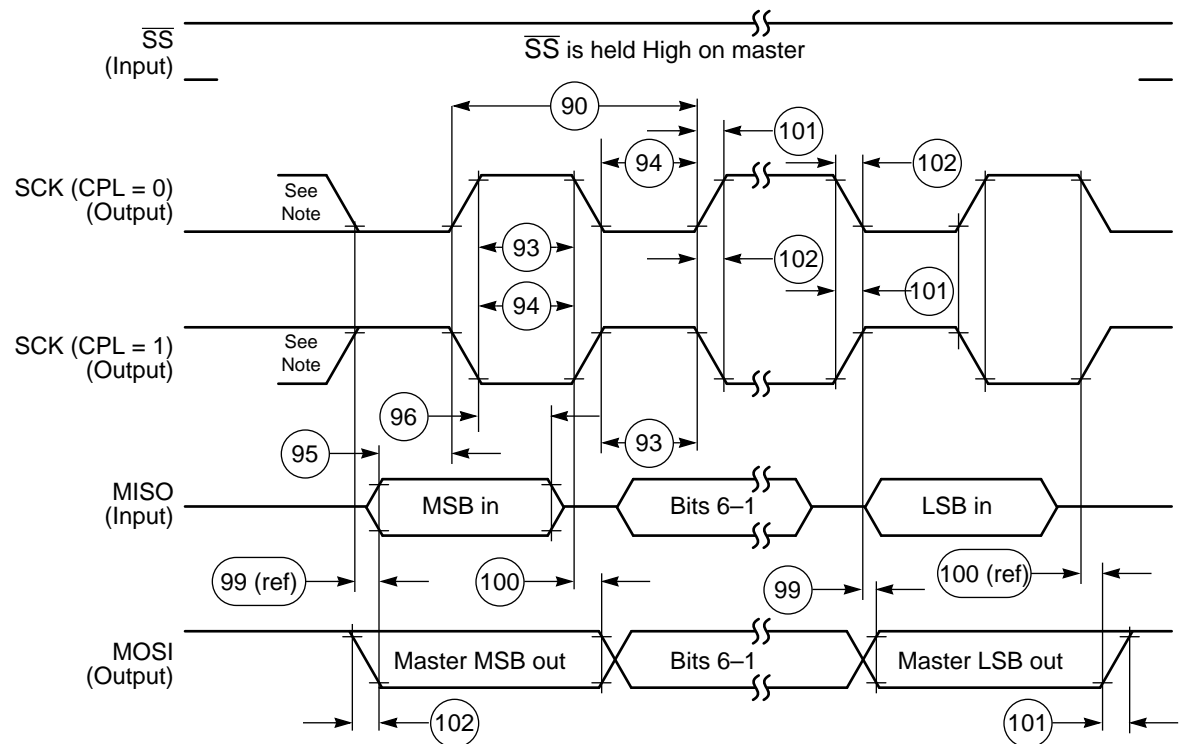 SS
(Input)
SS is held High on master
90
101
94
102
SCK (CPL = 0)
(Output)
See
Note
93
102
94
101
SCK (CPL = 1)
(Output)
See
Note
96
93
95
MISO
(Input)
MSB in
Bits 6–1
LSB in
99 (ref)
100
99
100 (ref)
MOSI
(Output)
Master MSB out
Bits 6–1
Master LSB out
102
101